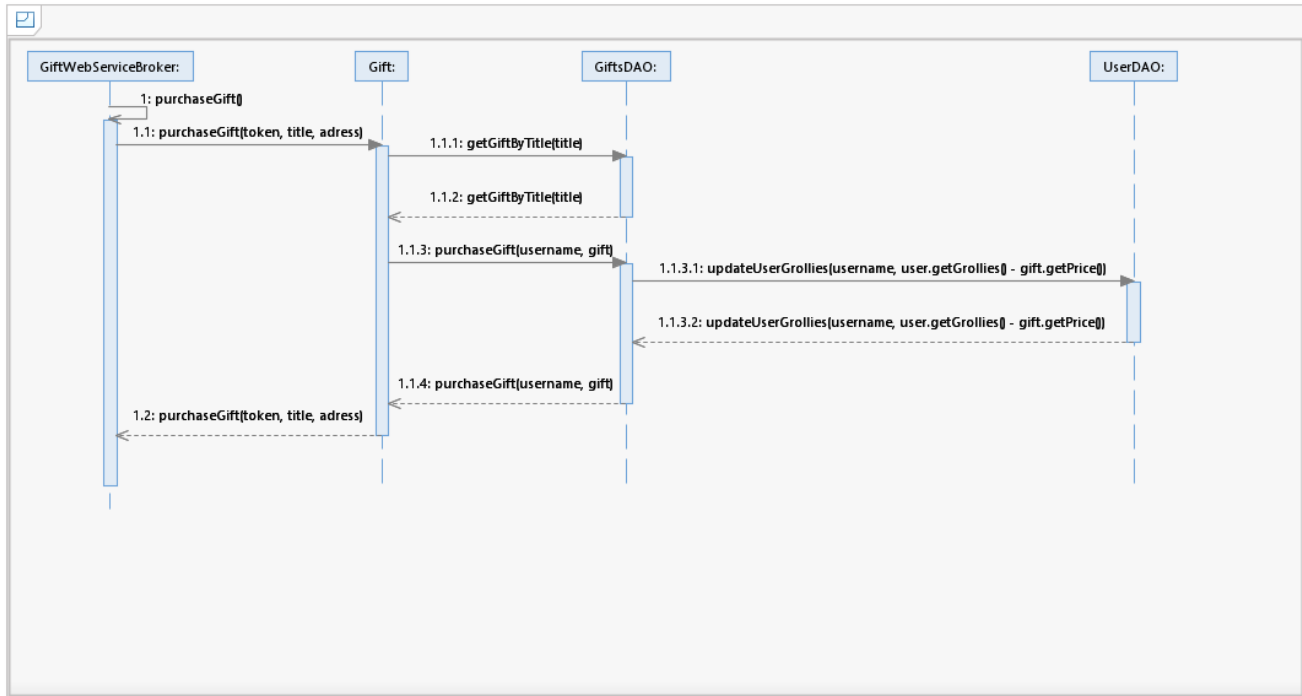 GiftWebServiceBroker:
Gift:
GiftsDAO:
UserDAO:
1: purchaseGift()
1.1: purchaseGift(token, title, adress)
1.1.1: getGiftByTitle(title)
1.1.2: getGiftByTitle(title)
1.1.3: purchaseGift(username, gift)
1.1.3.1: updateUserGrollies(username, user.getGrollies() - gift.getPrice())
1.1.3.2: updateUserGrollies(username, user.getGrollies() - gift.getPrice())
1.1.4: purchaseGift(username, gift)
1.2: purchaseGift(token, title, adress)